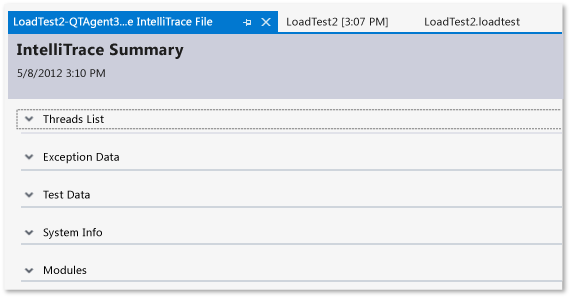 LoadTest2-QTAgent3...e IntelliTrace File
LoadTest2 [3:07 PM]
LoadTest2.loadtest
IntelliTrace Summary
5/8/2012 3:10 PM
Threads List
Exception Data
Test Data
System Info
Modules